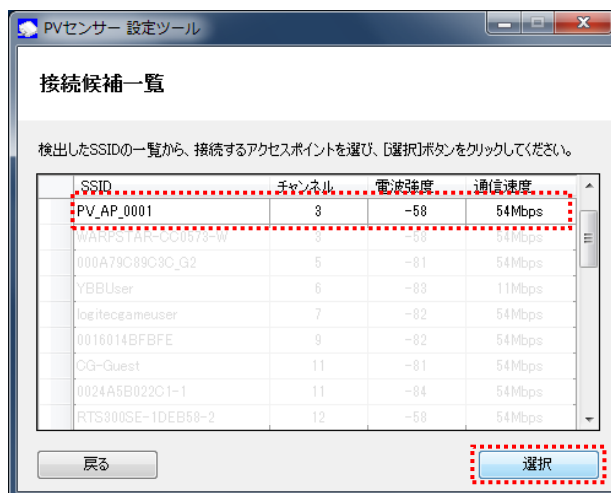 PVセンサー 設定ツール
接続候補一覧
検出したSSIDの一覧から、接続するアクセスポイントを選び、[選択]ボタンをクリックしてください。
SSID チャンネル 電波強度 通信速度
PV_AP_0001 3 -58 54Mbps
WARPSTAR-CC0573-W 3 -58 54Mbps
000A79C89C3C_G2 5 -81 54Mbps
YBBUser 6 -83 11Mbps
logitecgameuser 7 -82 54Mbps
0016014BFBFE 9 -82 54Mbps
CG-Guest 11 -81 54Mbps
0024A5B022C1-1 11 -84 54Mbps
RTS300SE-1DEB58-2 12 -58 54Mbps
戻る 選択